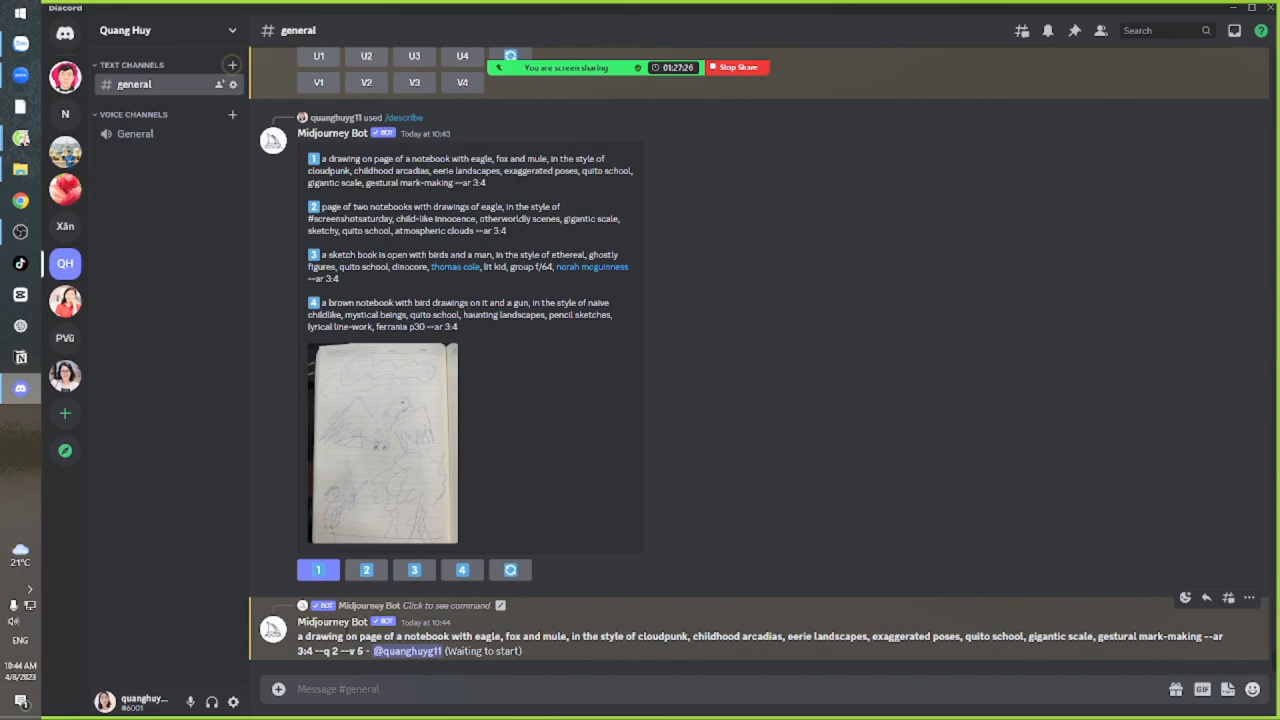 Discord
Quang Huy
# general
Search
TEXT CHANNELS
# general
VOICE CHANNELS
General
N
Xân
QH
PVũ
U1 U2 U3 U4
You are screen sharing 01:27:26 Stop Share
V1 V2 V3 V4
quanghuyg11 used /describe
Midjourney Bot ✓ BOT Today at 10:43
1 a drawing on page of a notebook with eagle, fox and mule, in the style of
cloudpunk, childhood arcadias, eerie landscapes, exaggerated poses, quito school,
gigantic scale, gestural mark-making --ar 3:4
2 page of two notebooks with drawings of eagle, in the style of
#screenshotsaturday, child-like innocence, otherworldly scenes, gigantic scale,
sketchy, quito school, atmospheric clouds --ar 3:4
3 a sketch book is open with birds and a man, in the style of ethereal, ghostly
figures, quito school, dinocore, thomas cole, lit kid, group f/64, norah mcguinness
--ar 3:4
4 a brown notebook with bird drawings on it and a gun, in the style of naive
childlike, mystical beings, quito school, haunting landscapes, pencil sketches,
lyrical line-work, ferrania p30 --ar 3:4
1 2 3 4
✓ BOT Midjourney Bot Click to see command
Midjourney Bot ✓ BOT Today at 10:44
a drawing on page of a notebook with eagle, fox and mule, in the style of cloudpunk, childhood arcadias, eerie landscapes, exaggerated poses, quito school, gigantic scale, gestural mark-making --ar
3:4 --q 2 --v 5 - @quanghuyg11 (Waiting to start)
Message #general
GIF
quanghuy...
#6001
21°C
ENG
10:44 AM
4/8/2023